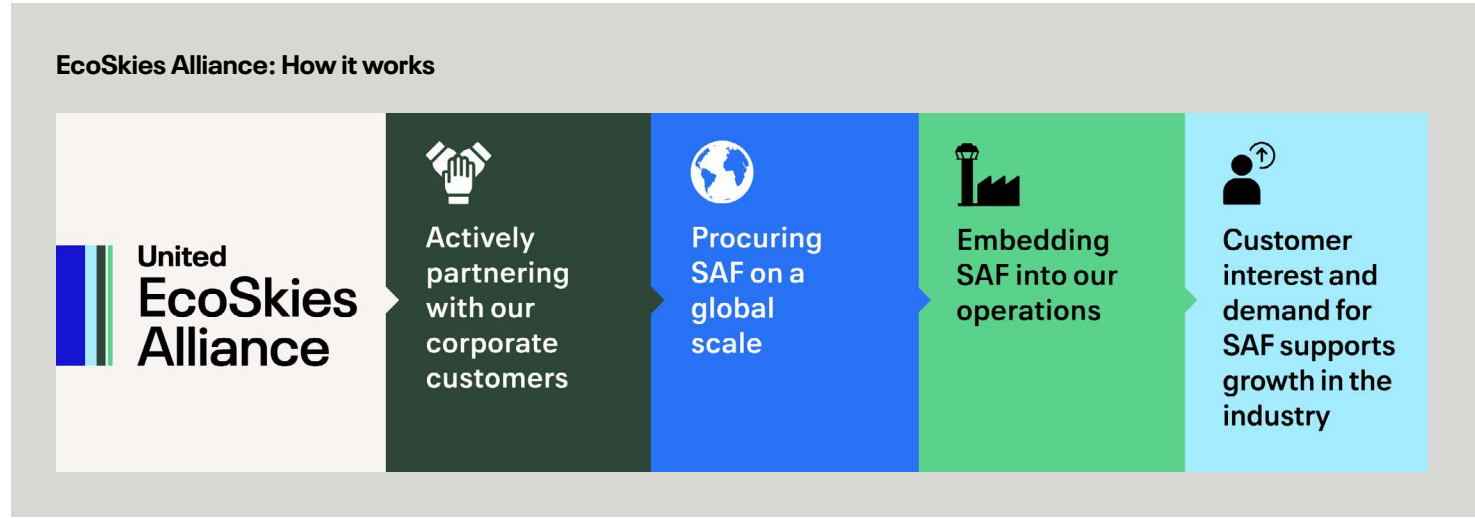 EcoSkies Alliance: How it works
United
EcoSkies
Alliance
Actively
partnering
with our
corporate
customers
Procuring
SAF on a
global
scale
Embedding
SAF into our
operations
Customer
interest and
demand for
SAF supports
growth in the
industry